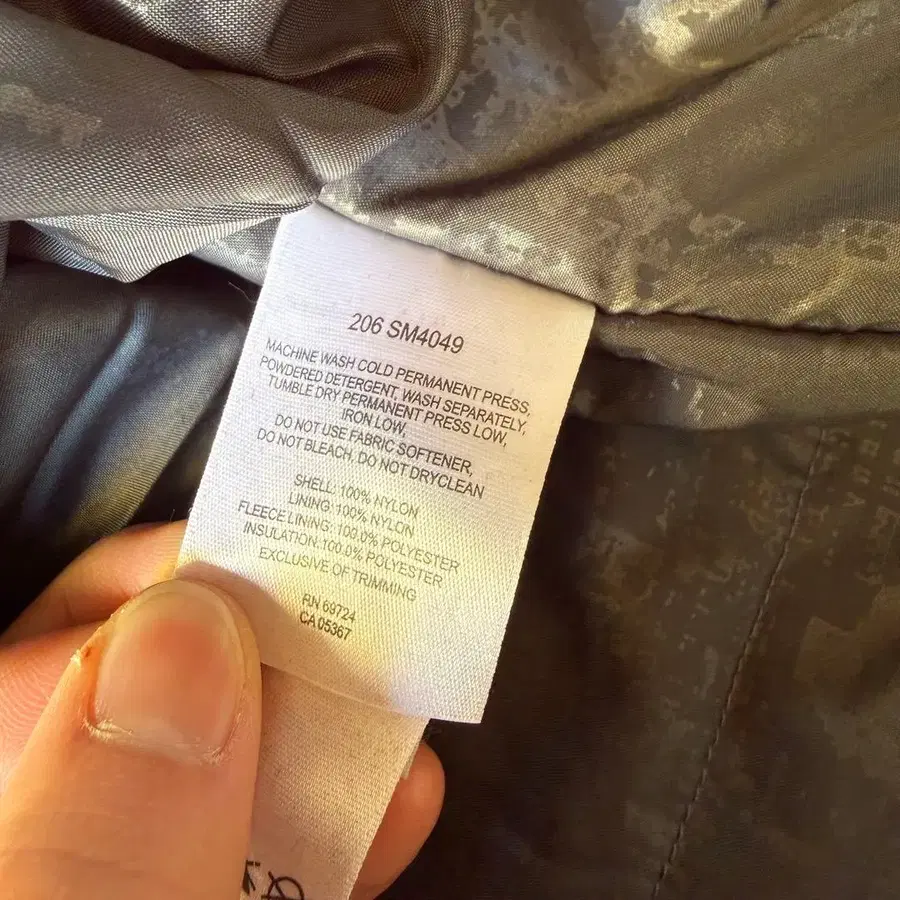 206 SM4049
MACHINE WASH COLD PERMANENT PRESS,
POWDERED DETERGENT, WASH SEPARATELY,
TUMBLE DRY PERMANENT PRESS LOW,
IRON LOW,
DO NOT USE FABRIC SOFTENER,
DO NOT BLEACH, DO NOT DRYCLEAN
SHELL: 100% NYLON
LINING: 100% NYLON
FLEECE LINING: 100.0% POLYESTER
INSULATION:100.0% POLYESTER
EXCLUSIVE OF TRIMMING
RN 69724
CA 05367